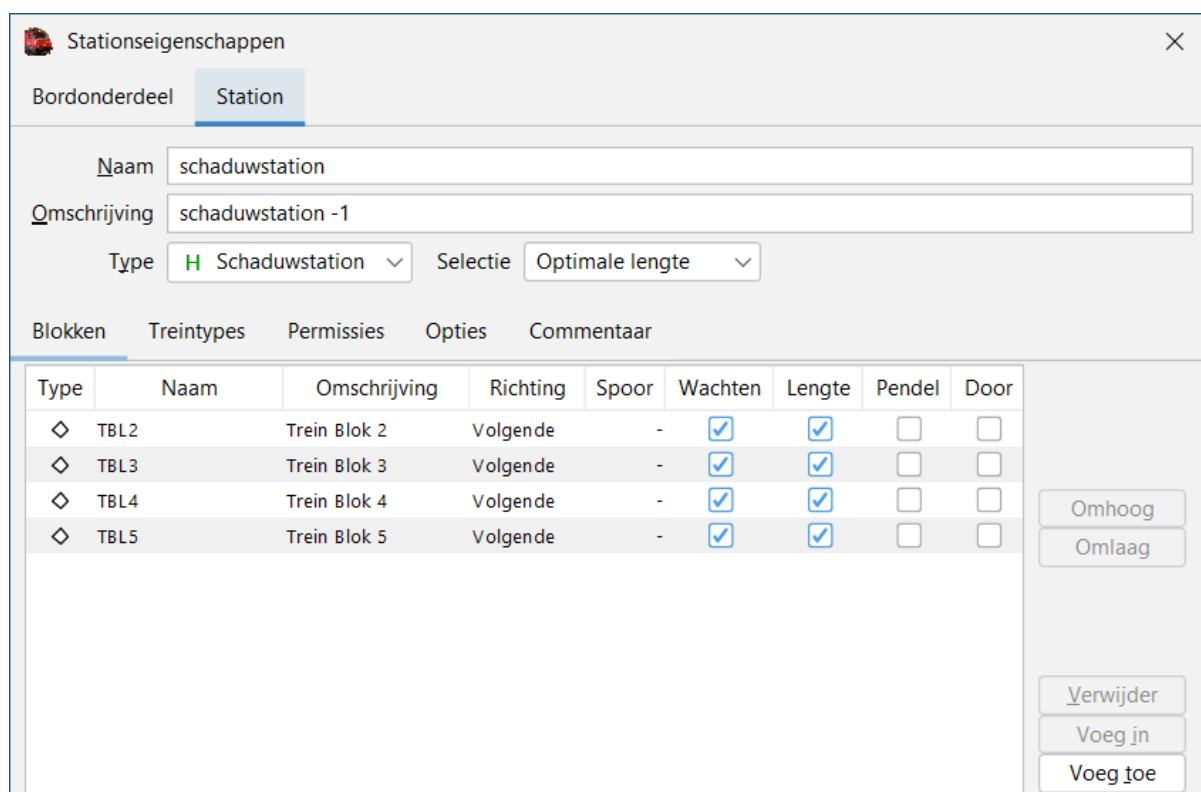 Stationseigenschappen
Bordonderdeel Station
Naam schaduwstation
Omschrijving schaduwstation -1
Type H Schaduwstation Selectie Optimale lengte
Blokken Treintypes Permissies Opties Commentaar
Type Naam Omschrijving Richting Spoor Wachten Lengte Pendel Door
TBL2 Trein Blok 2 Volgende -
TBL3 Trein Blok 3 Volgende -
TBL4 Trein Blok 4 Volgende -
TBL5 Trein Blok 5 Volgende -
Omhoog
Omlaag
Verwijder
Voeg in
Voeg toe